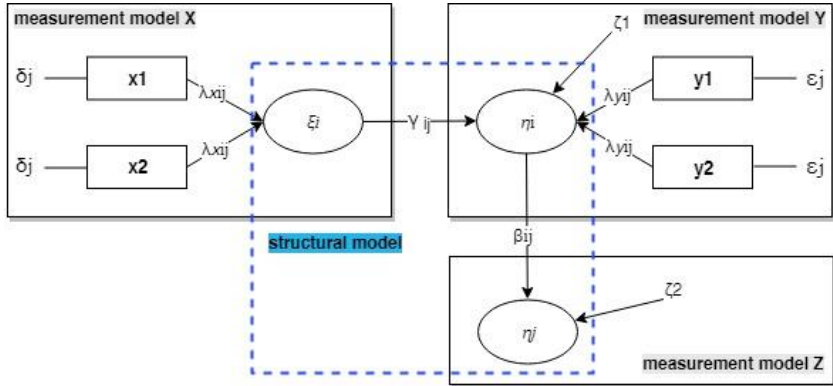 measurement model X
measurement model Y
ζ1
δj
x1
λxij
ξi
γ ij
ηi
λyij
y1
εj
δj
x2
λxij
λyij
y2
εj
structural model
βij
ηj
ζ2
measurement model Z